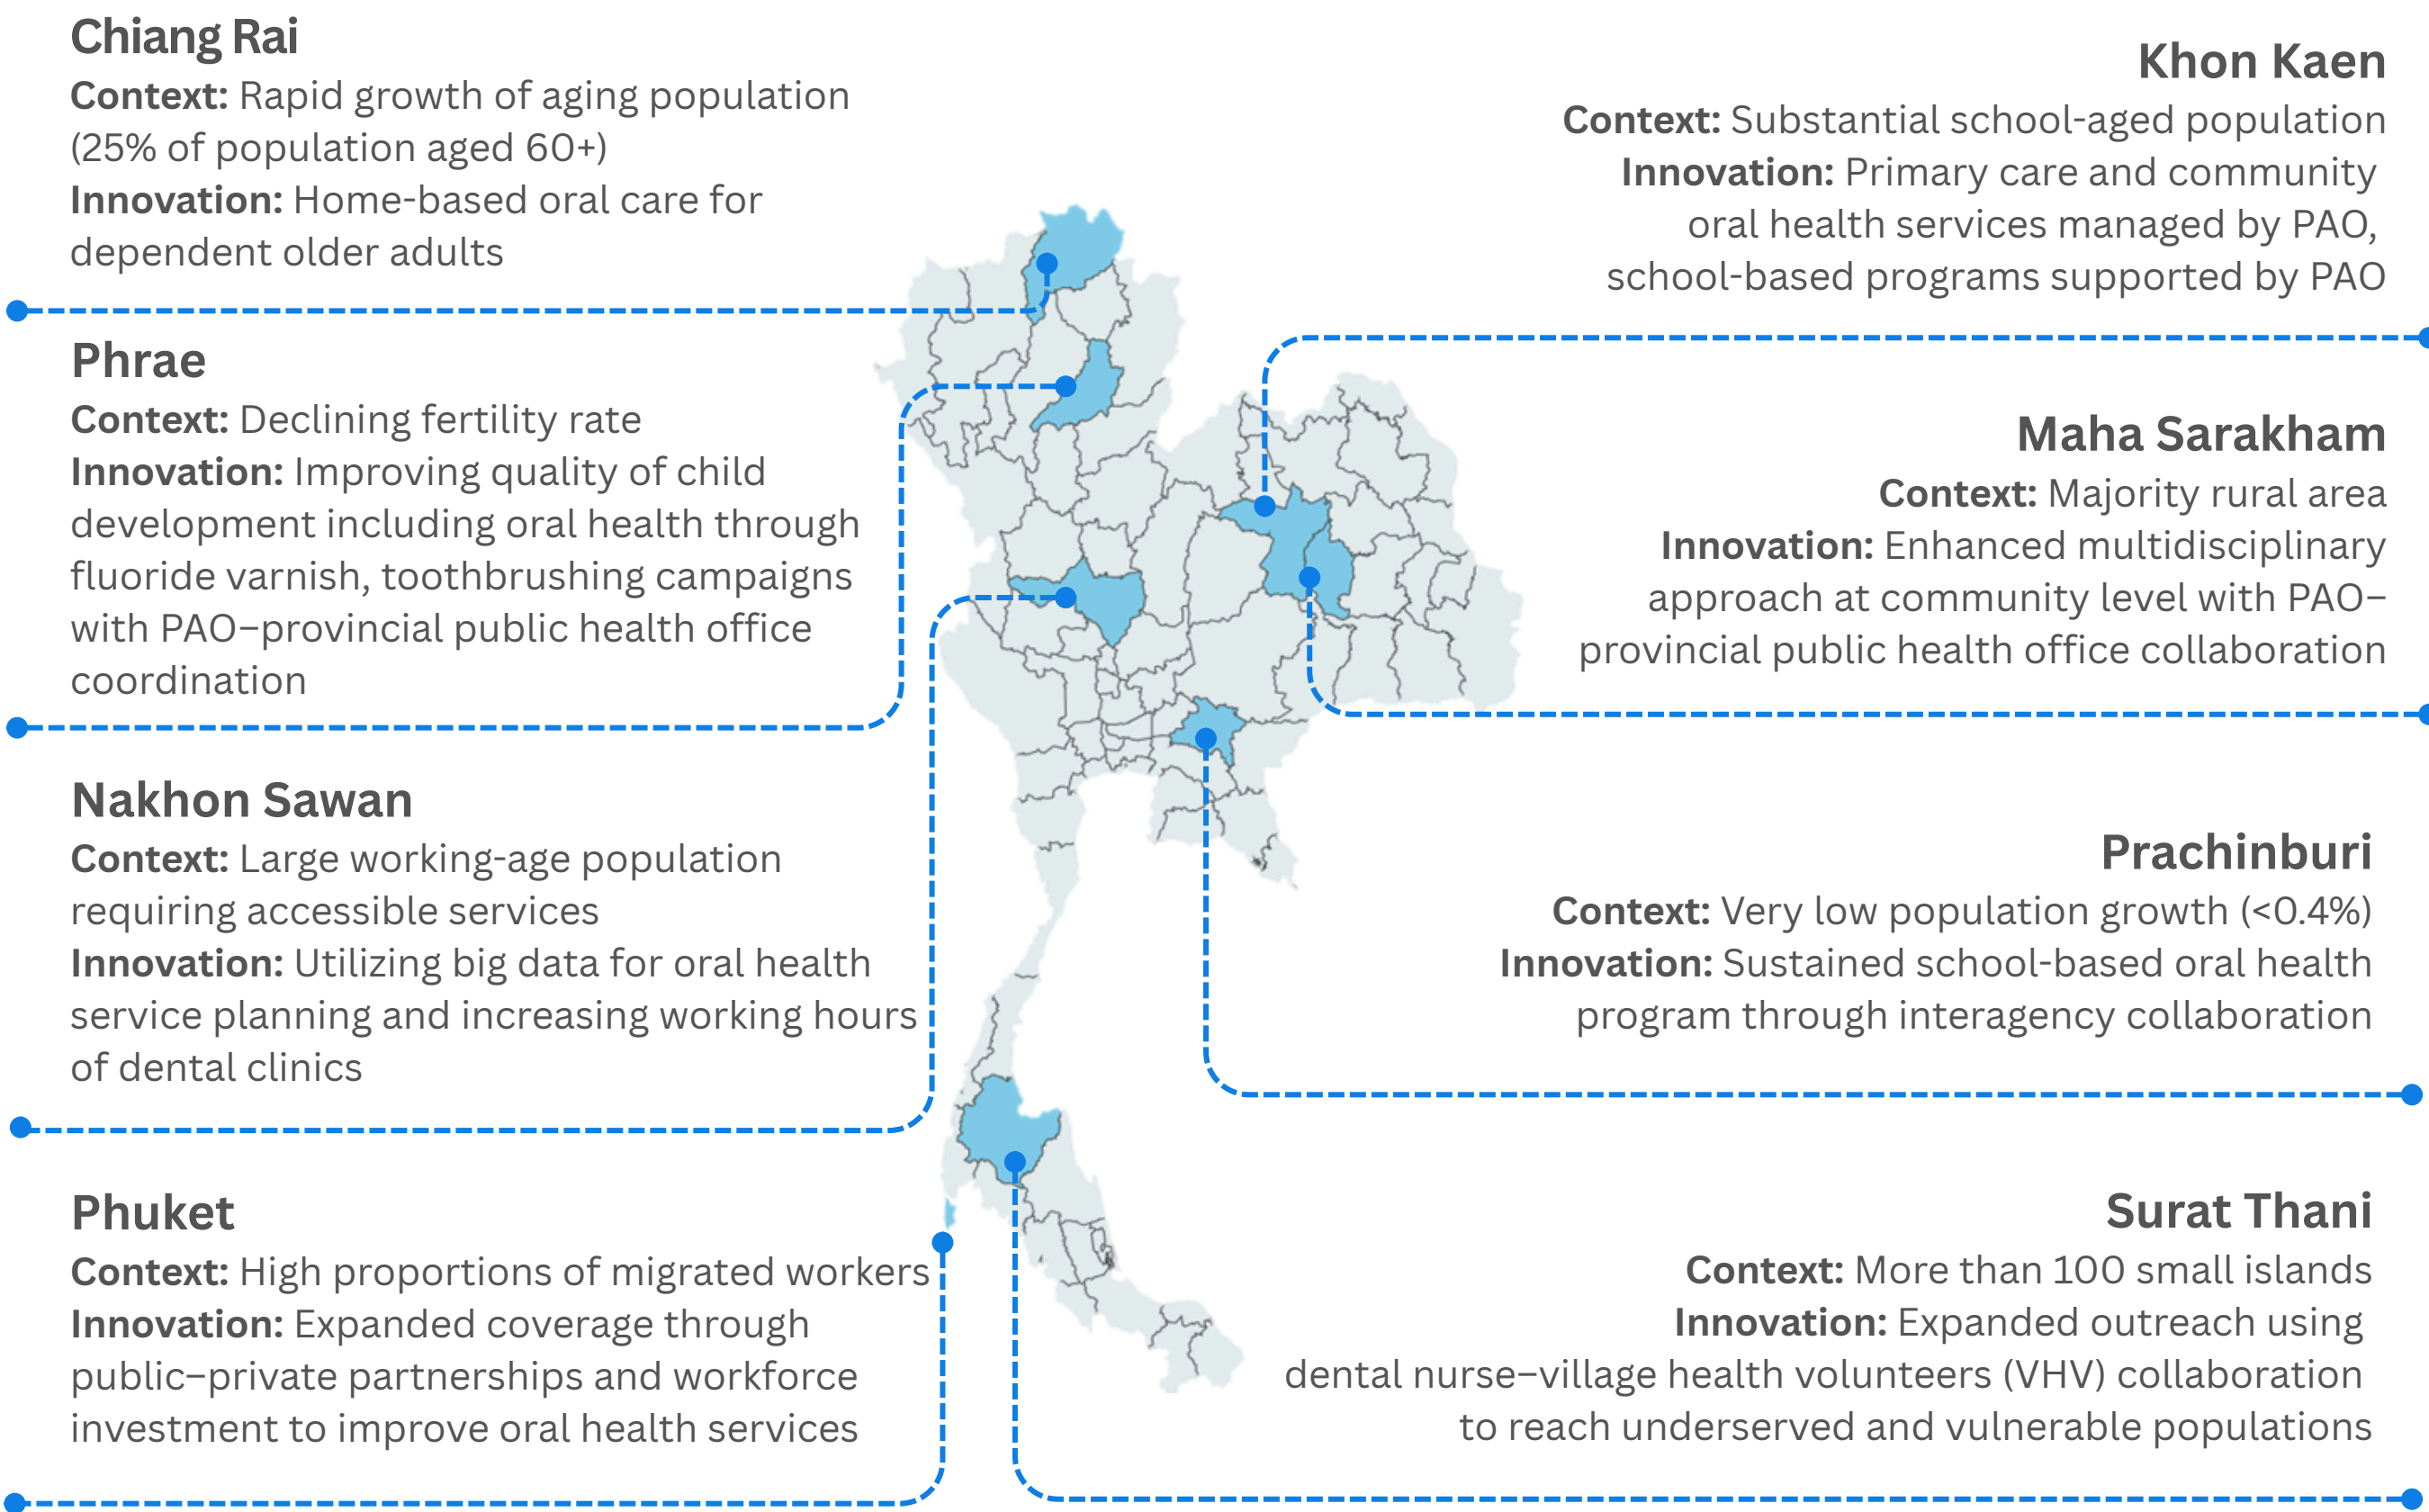 Chiang Rai
Context: Rapid growth of aging population
(25% of population aged 60+)
Innovation: Home-based oral care for
dependent older adults
Phrae
Context: Declining fertility rate
Innovation: Improving quality of child
development including oral health through
fluoride varnish, toothbrushing campaigns
with PAO–provincial public health office
coordination
Nakhon Sawan
Context: Large working-age population
requiring accessible services
Innovation: Utilizing big data for oral health
service planning and increasing working hours
of dental clinics
Phuket
Context: High proportions of migrated workers
Innovation: Expanded coverage through
public–private partnerships and workforce
investment to improve oral health services
Khon Kaen
Context: Substantial school-aged population
Innovation: Primary care and community
oral health services managed by PAO,
school-based programs supported by PAO
Maha Sarakham
Context: Majority rural area
Innovation: Enhanced multidisciplinary
approach at community level with PAO–
provincial public health office collaboration
Prachinburi
Context: Very low population growth (<0.4%)
Innovation: Sustained school-based oral health
program through interagency collaboration
Surat Thani
Context: More than 100 small islands
Innovation: Expanded outreach using
dental nurse–village health volunteers (VHV) collaboration
to reach underserved and vulnerable populations